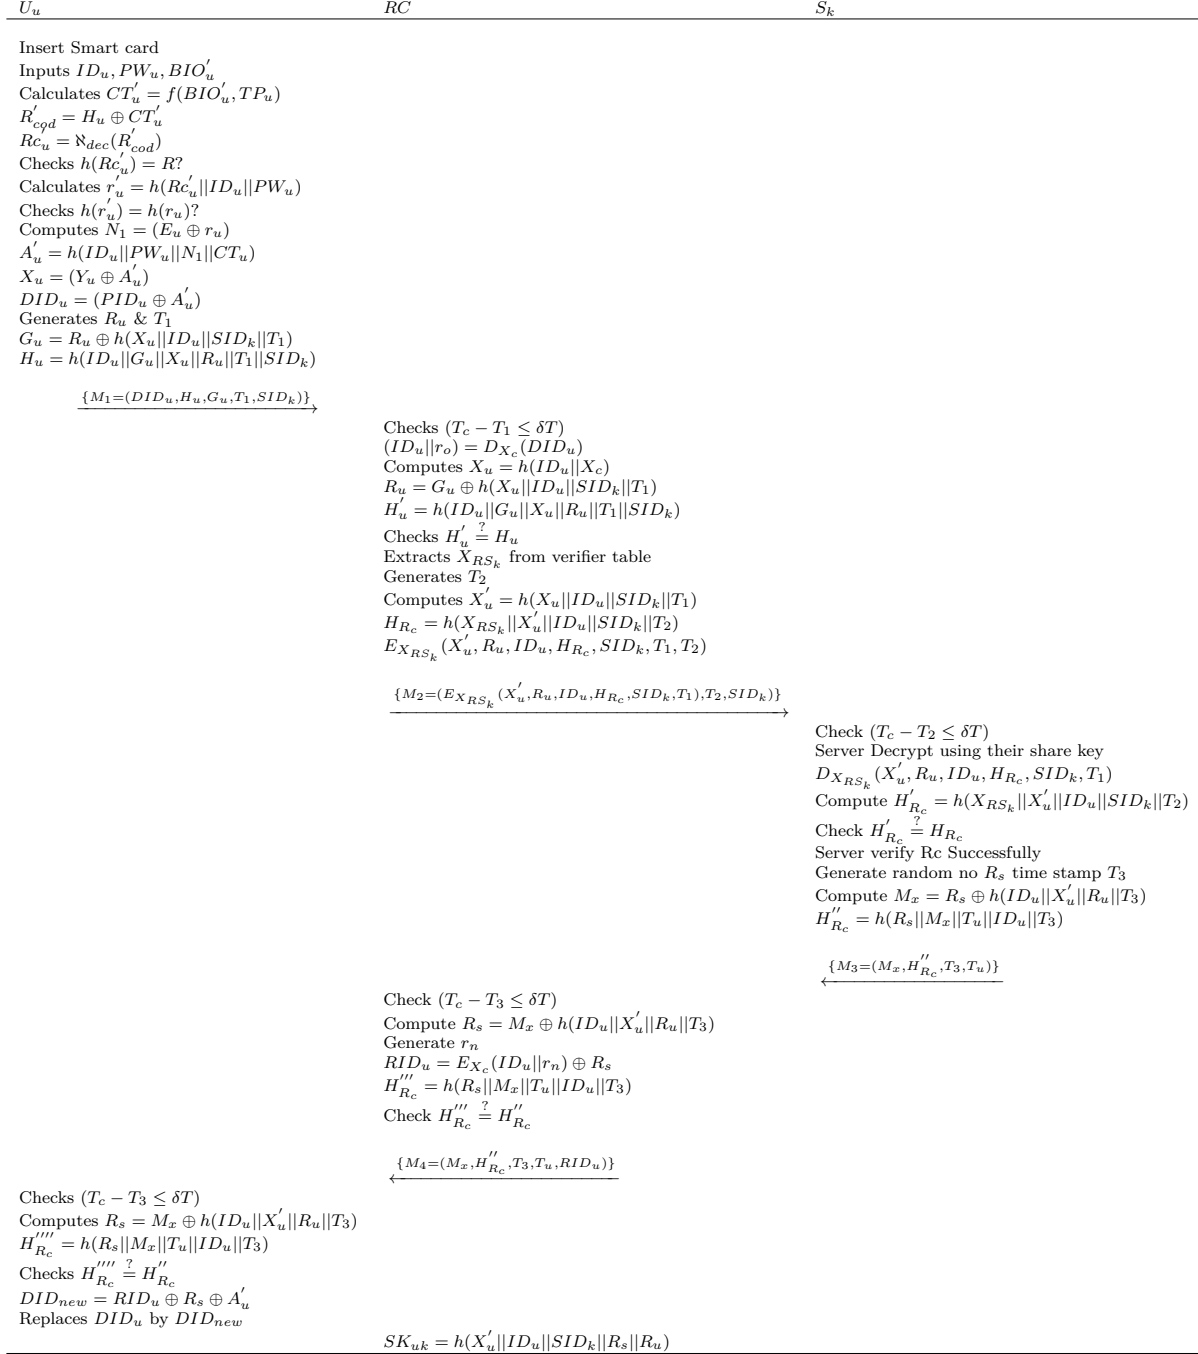 U_u RC S_k
Insert Smart card
Inputs ID_u, PW_u, BIO'_u
Calculates CT'_u = f(BIO'_u, TP_u)
R'_{cod} = H_u ⊕ CT'_u
Rc'_u = ℵ_{dec}(R'_{cod})
Checks h(Rc'_u) = R?
Calculates r'_u = h(Rc'_u||ID_u||PW_u)
Checks h(r'_u) = h(r_u)?
Computes N_1 = (E_u ⊕ r_u)
A'_u = h(ID_u||PW_u||N_1||CT_u)
X_u = (Y_u ⊕ A'_u)
DID_u = (PID_u ⊕ A'_u)
Generates R_u & T_1
G_u = R_u ⊕ h(X_u||ID_u||SID_k||T_1)
H_u = h(ID_u||G_u||X_u||R_u||T_1||SID_k)
{M_1=(DID_u,H_u,G_u,T_1,SID_k)}
Checks (T_c − T_1 ≤ δT)
(ID_u||r_o) = D_{X_c}(DID_u)
Computes X_u = h(ID_u||X_c)
R_u = G_u ⊕ h(X_u||ID_u||SID_k||T_1)
H'_u = h(ID_u||G_u||X_u||R_u||T_1||SID_k)
Checks H'_u ≟ H_u
Extracts X_{RS_k} from verifier table
Generates T_2
Computes X'_u = h(X_u||ID_u||SID_k||T_1)
H_{R_c} = h(X_{RS_k}||X'_u||ID_u||SID_k||T_2)
E_{X_{RS_k}}(X'_u, R_u, ID_u, H_{R_c}, SID_k, T_1, T_2)
{M_2=(E_{X_{RS_k}}(X'_u,R_u,ID_u,H_{R_c},SID_k,T_1),T_2,SID_k)}
Check (T_c − T_2 ≤ δT)
Server Decrypt using their share key
D_{X_{RS_k}}(X'_u, R_u, ID_u, H_{R_c}, SID_k, T_1)
Compute H'_{R_c} = h(X_{RS_k}||X'_u||ID_u||SID_k||T_2)
Check H'_{R_c} ≟ H_{R_c}
Server verify Rc Successfully
Generate random no R_s time stamp T_3
Compute M_x = R_s ⊕ h(ID_u||X'_u||R_u||T_3)
H''_{R_c} = h(R_s||M_x||T_u||ID_u||T_3)
{M_3=(M_x,H''_{R_c},T_3,T_u)}
Check (T_c − T_3 ≤ δT)
Compute R_s = M_x ⊕ h(ID_u||X'_u||R_u||T_3)
Generate r_n
RID_u = E_{X_c}(ID_u||r_n) ⊕ R_s
H'''_{R_c} = h(R_s||M_x||T_u||ID_u||T_3)
Check H'''_{R_c} ≟ H''_{R_c}
{M_4=(M_x,H''_{R_c},T_3,T_u,RID_u)}
Checks (T_c − T_3 ≤ δT)
Computes R_s = M_x ⊕ h(ID_u||X'_u||R_u||T_3)
H''''_{R_c} = h(R_s||M_x||T_u||ID_u||T_3)
Checks H''''_{R_c} ≟ H''_{R_c}
DID_{new} = RID_u ⊕ R_s ⊕ A'_u
Replaces DID_u by DID_{new}
SK_{uk} = h(X'_u||ID_u||SID_k||R_s||R_u)